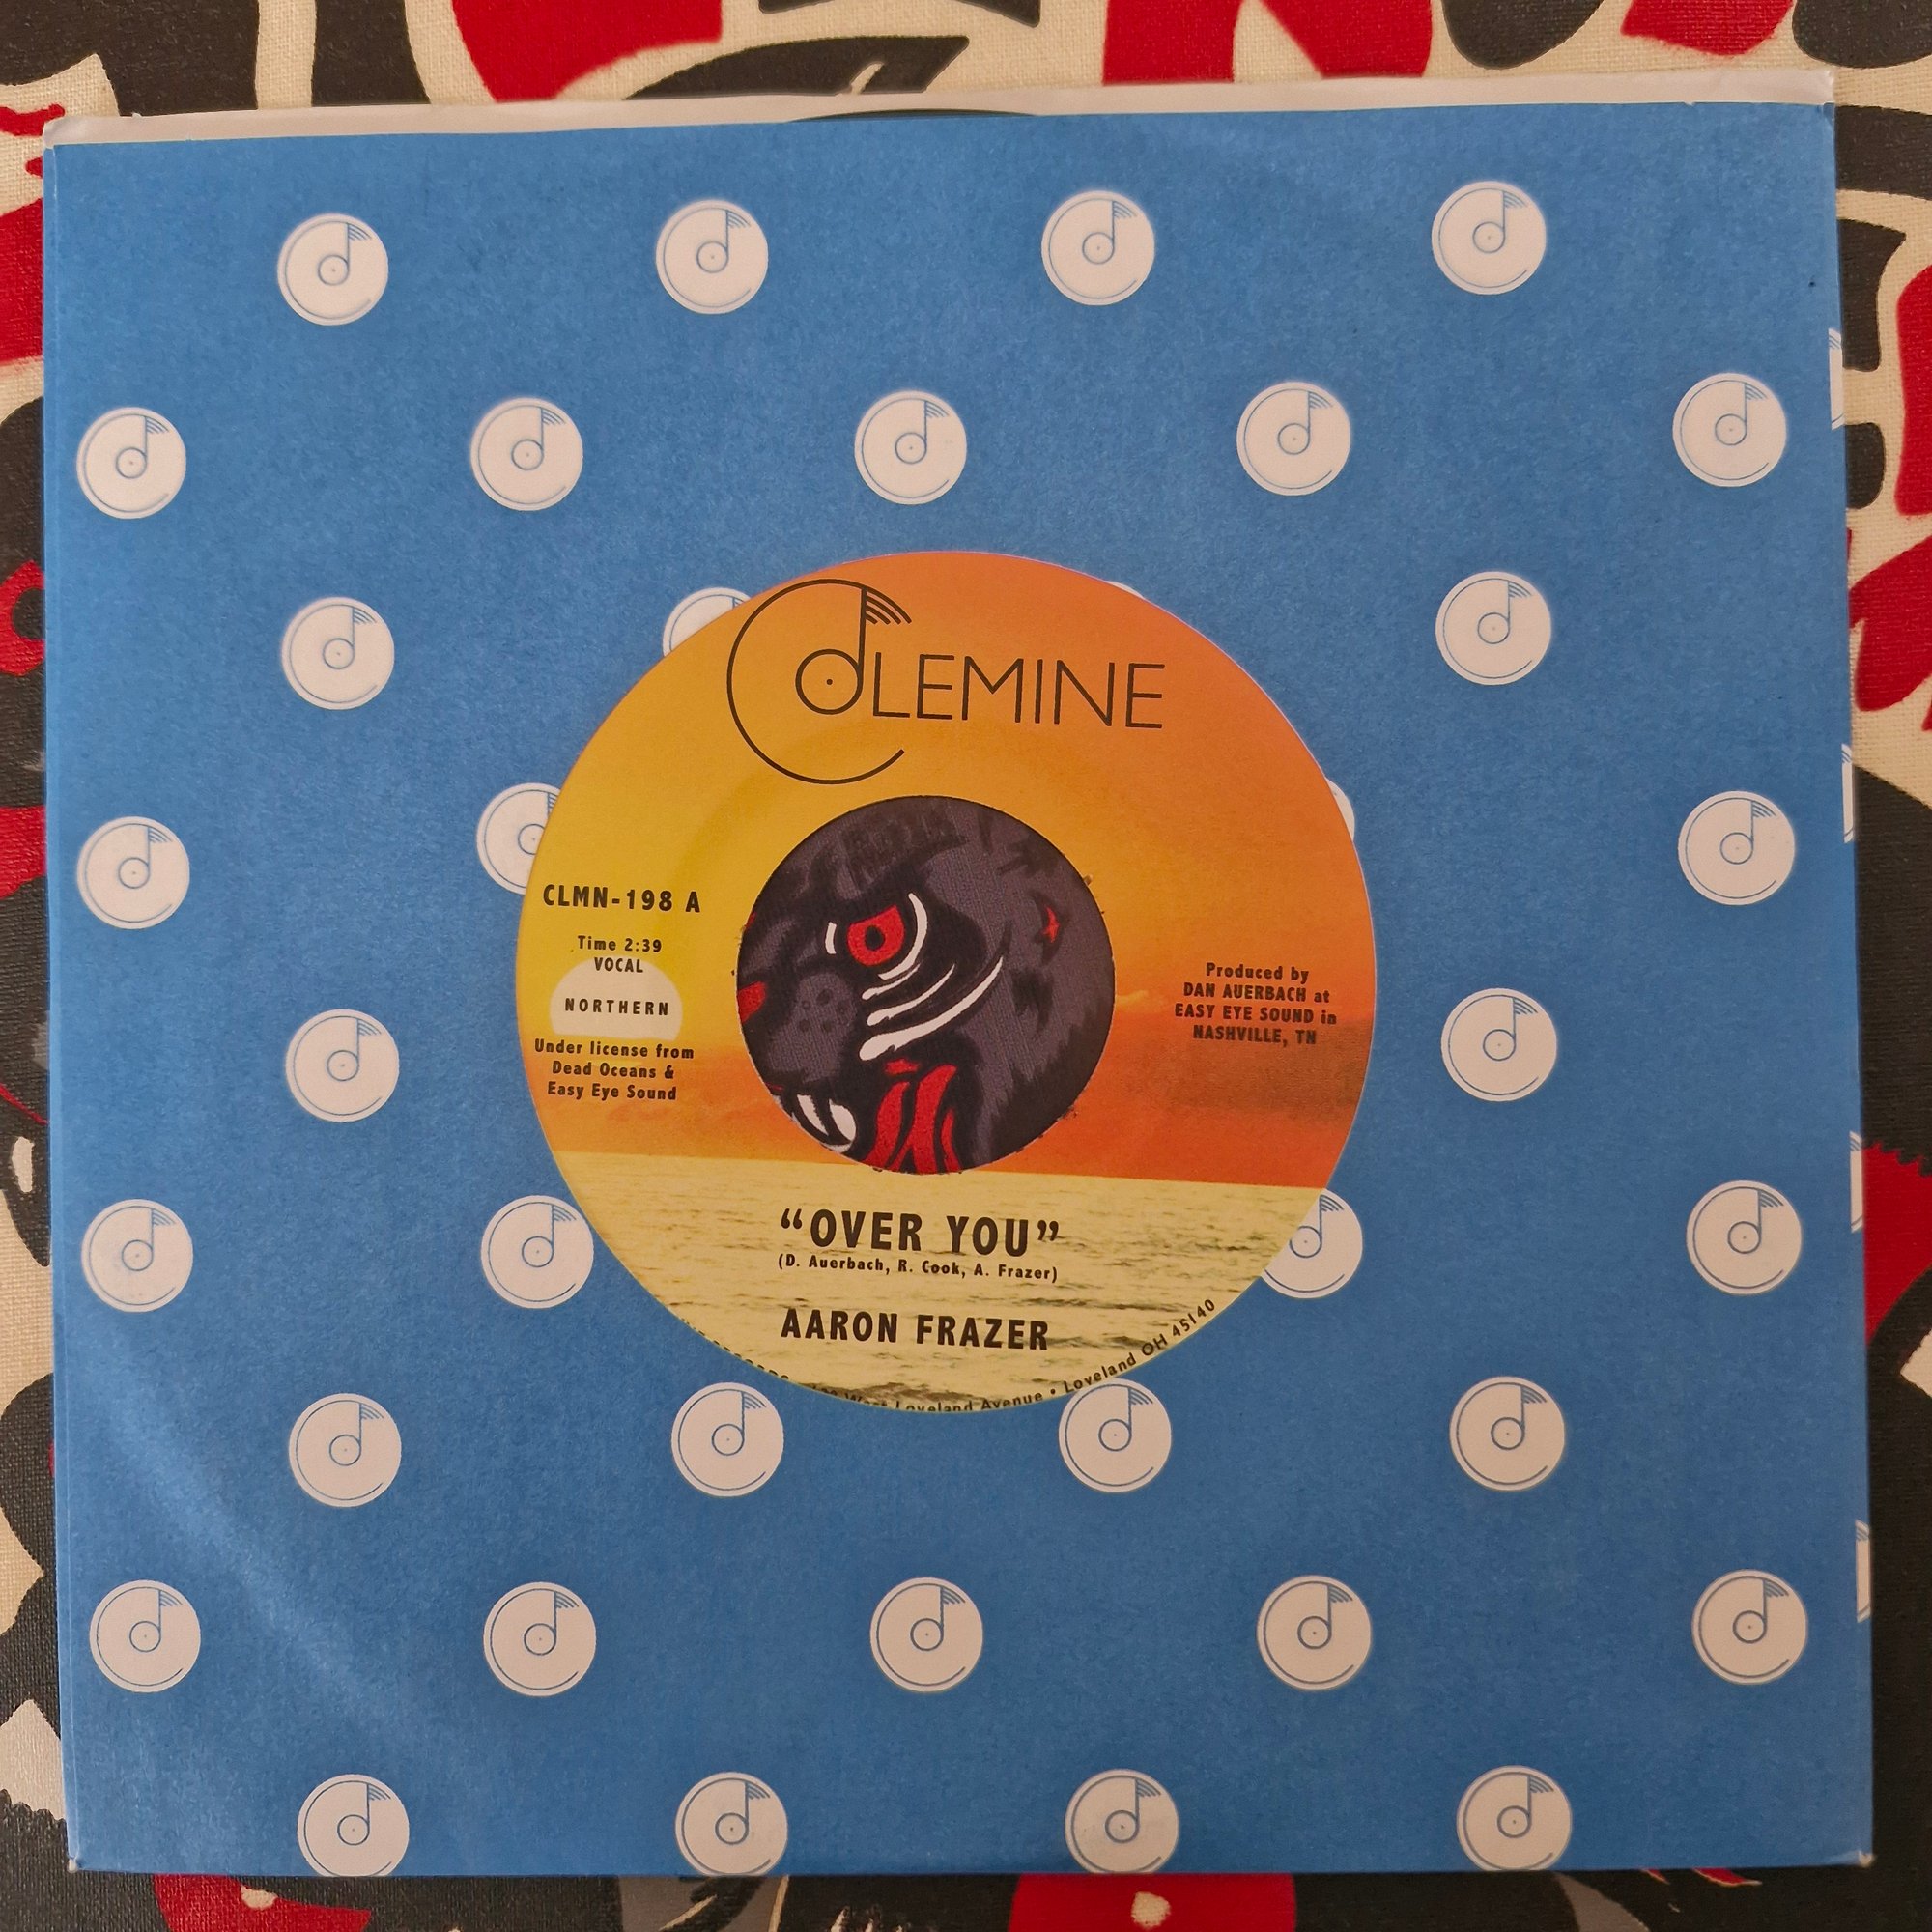 COLEMINE
CLMN-198 A
Time 2:39
VOCAL
NORTHERN
Under license from
Dead Oceans &
Easy Eye Sound
Produced by
DAN AUERBACH at
EASY EYE SOUND in
NASHVILLE, TN
“OVER YOU”
(D. Auerbach, R. Cook, A. Frazer)
AARON FRAZER
West Loveland Avenue • Loveland OH 45140